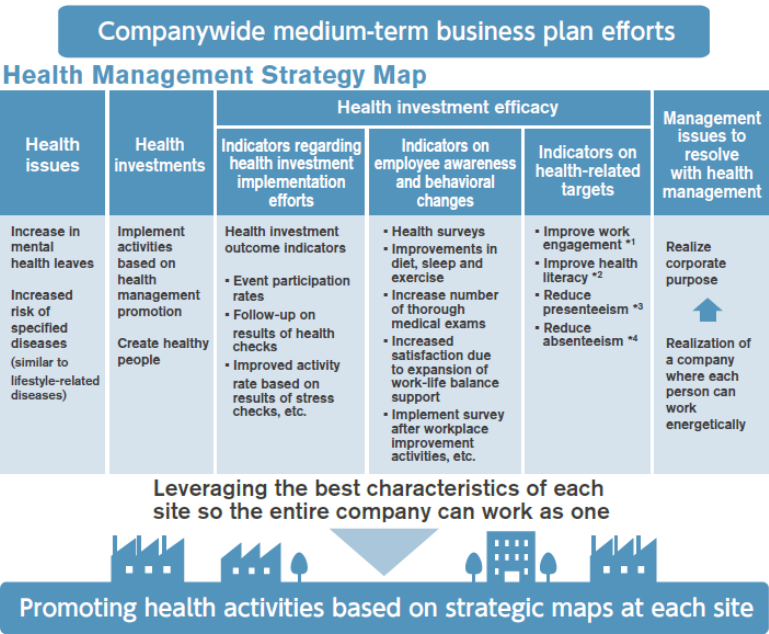 Companywide medium-term business plan efforts
Health Management Strategy Map
Health
issues
Health
investments
Health investment efficacy
Indicators regarding
health investment
implementation
efforts
Indicators on
employee awareness
and behavioral
changes
Indicators on
health-related
targets
Management
issues to
resolve
with health
management
Increase in
mental
health leaves
Increased
risk of
specified
diseases
(similar to
lifestyle-related
diseases)
Implement
activities
based on
health
management
promotion
Create healthy
people
Health investment
outcome indicators
▪ Event participation
rates
▪ Follow-up on
results of health
checks
▪ Improved activity
rate based on
results of stress
checks, etc.
▪ Health surveys
▪ Improvements in
diet, sleep and
exercise
▪ Increase number
of thorough
medical exams
▪ Increased
satisfaction due
to expansion of
work-life balance
support
▪ Implement survey
after workplace
improvement
activities, etc.
▪ Improve work
engagement *1
▪ Improve health
literacy *2
▪ Reduce
presenteeism *3
▪ Reduce
absenteeism *4
Realize
corporate
purpose
Realization of
a company
where each
person can
work
energetically
Leveraging the best characteristics of each
site so the entire company can work as one
Promoting health activities based on strategic maps at each site